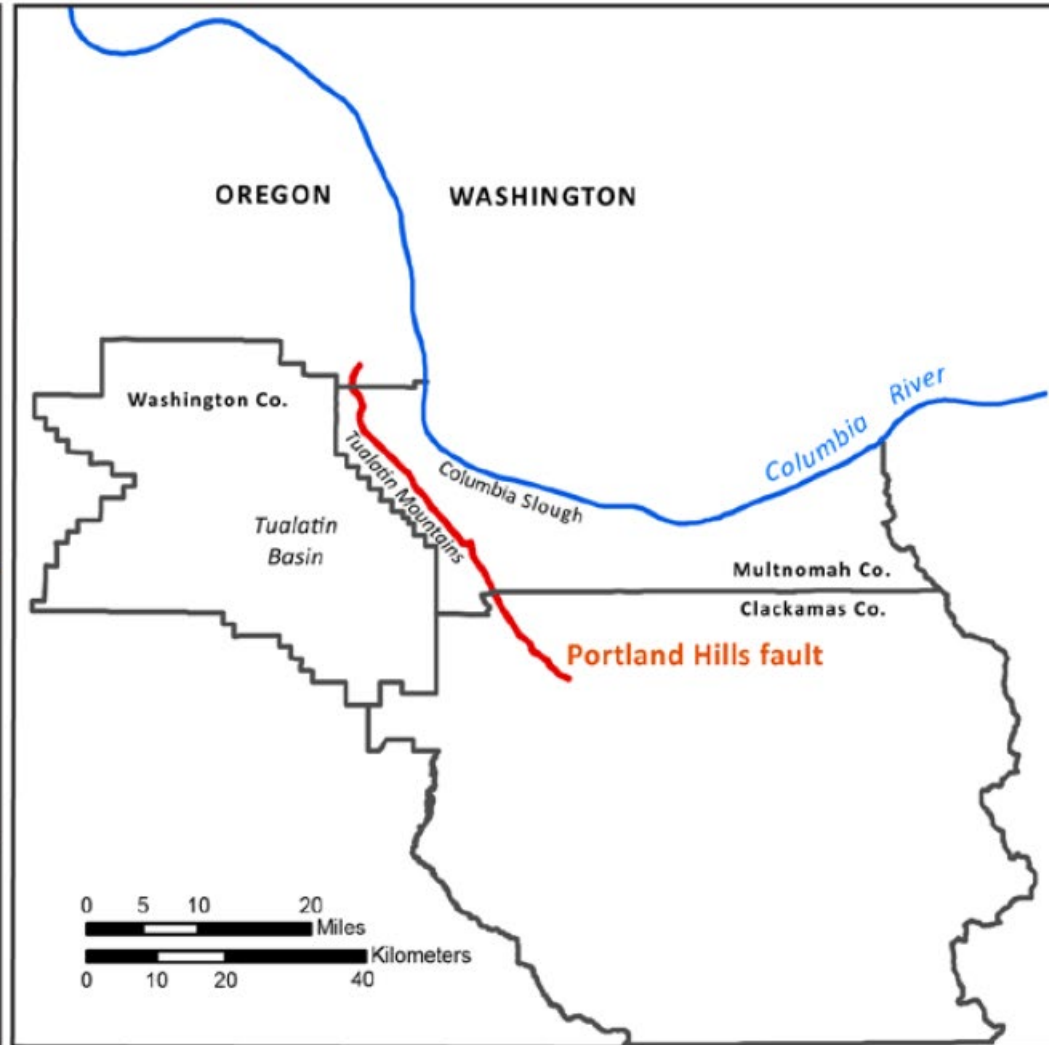 OREGON
WASHINGTON
Columbia River
Washington Co.
Tualatin Mountains
Columbia Slough
Tualatin
Basin
Multnomah Co.
Clackamas Co.
Portland Hills fault
0 5 10 20
Miles
Kilometers
0 10 20 40